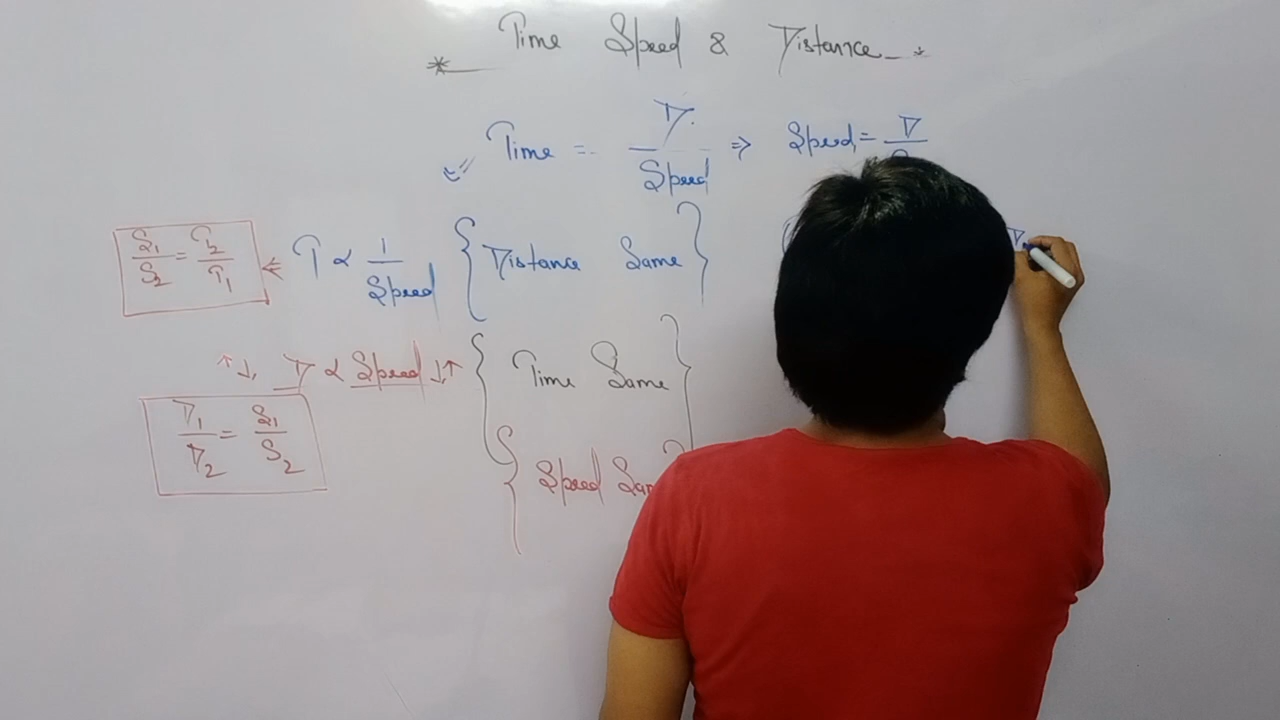 Time Speed & Distance
Time = D / Speed ⇒ Speed = D
S1/S2 = T2/T1 ⇐ T ∝ 1/Speed { Distance Same }
↑↓ D ∝ Speed ↓↑ { Time Same }
D1/D2 = S1/S2
{ Speed